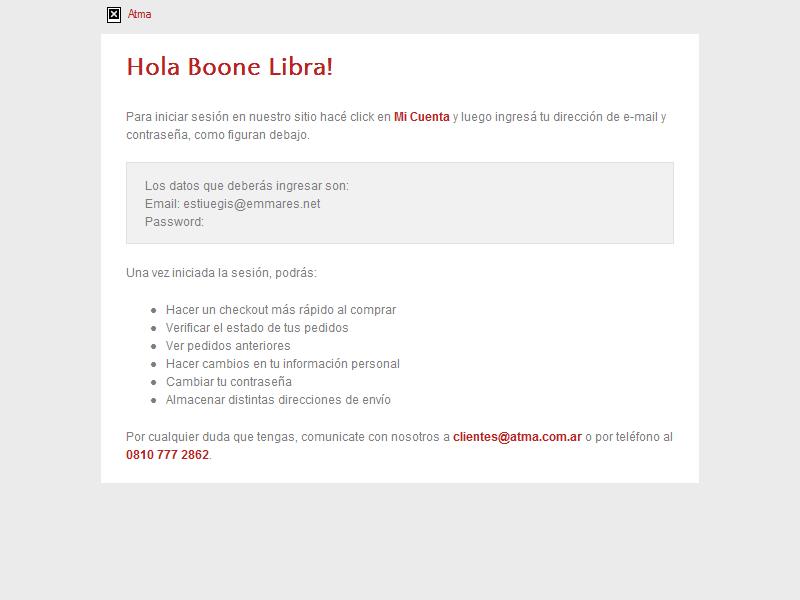 Atma
Hola Boone Libra!
Para iniciar sesión en nuestro sitio hacé click en Mi Cuenta y luego ingresá tu dirección de e-mail y
contraseña, como figuran debajo.
Los datos que deberás ingresar son:
Email: estiuegis@emmares.net
Password:
Una vez iniciada la sesión, podrás:
● Hacer un checkout más rápido al comprar
● Verificar el estado de tus pedidos
● Ver pedidos anteriores
● Hacer cambios en tu información personal
● Cambiar tu contraseña
● Almacenar distintas direcciones de envío
Por cualquier duda que tengas, comunicate con nosotros a clientes@atma.com.ar o por teléfono al
0810 777 2862.